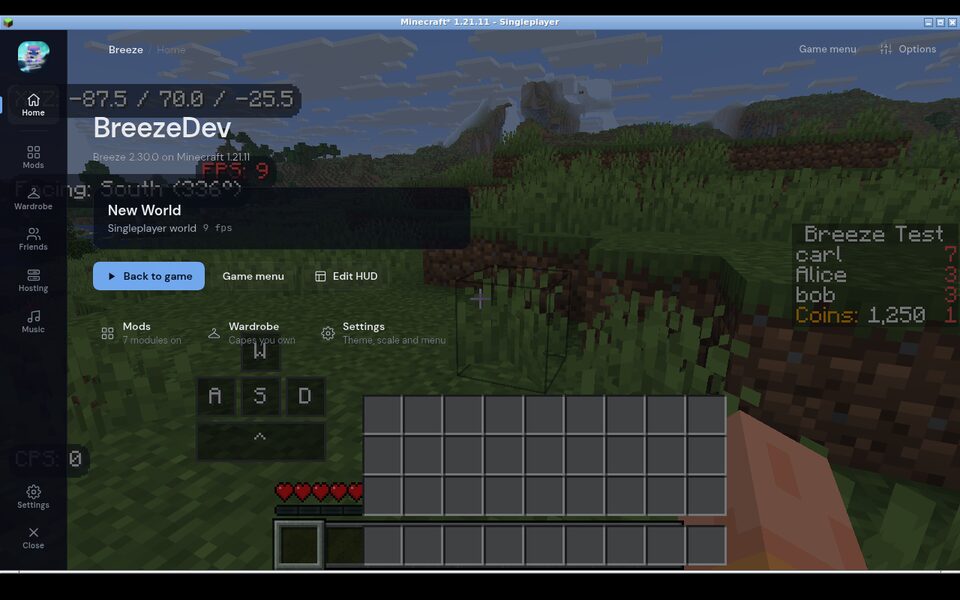 Minecraft* 1.21.11 - Singleplayer
Breeze / Home
Game menu
Options
-87.5 / 70.0 / -25.5
Home
BreezeDev
Breeze 2.30.0 on Minecraft 1.21.11
FPS: 9
Mods
Facing: South (336°)
Wardrobe
New World
Singleplayer world 9 fps
Friends
Breeze Test
carl 7
Alice 3
bob 3
Coins: 1,250 1
Hosting
Back to game
Game menu
Edit HUD
Music
Mods
7 modules on
Wardrobe
Capes you own
Settings
Theme, scale and menu
W
A
S
D
^
CPS: 0
Settings
Close